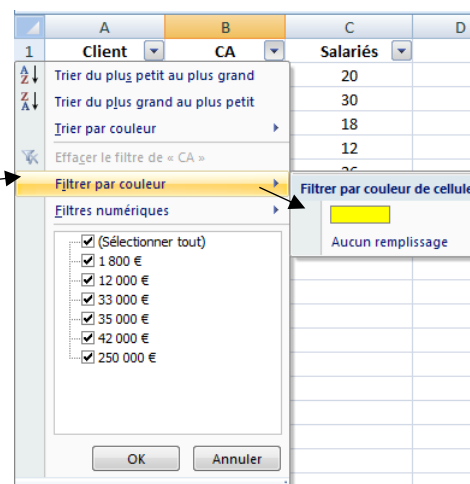 A B C D
1 Client CA Salariés
Trier du plus petit au plus grand 20
Trier du plus grand au plus petit 30
Trier par couleur 18
Effacer le filtre de « CA » 12
Filtrer par couleur
Filtrer par couleur de cellule
Filtres numériques
Aucun remplissage
(Sélectionner tout)
1 800 €
12 000 €
33 000 €
35 000 €
42 000 €
250 000 €
OK Annuler